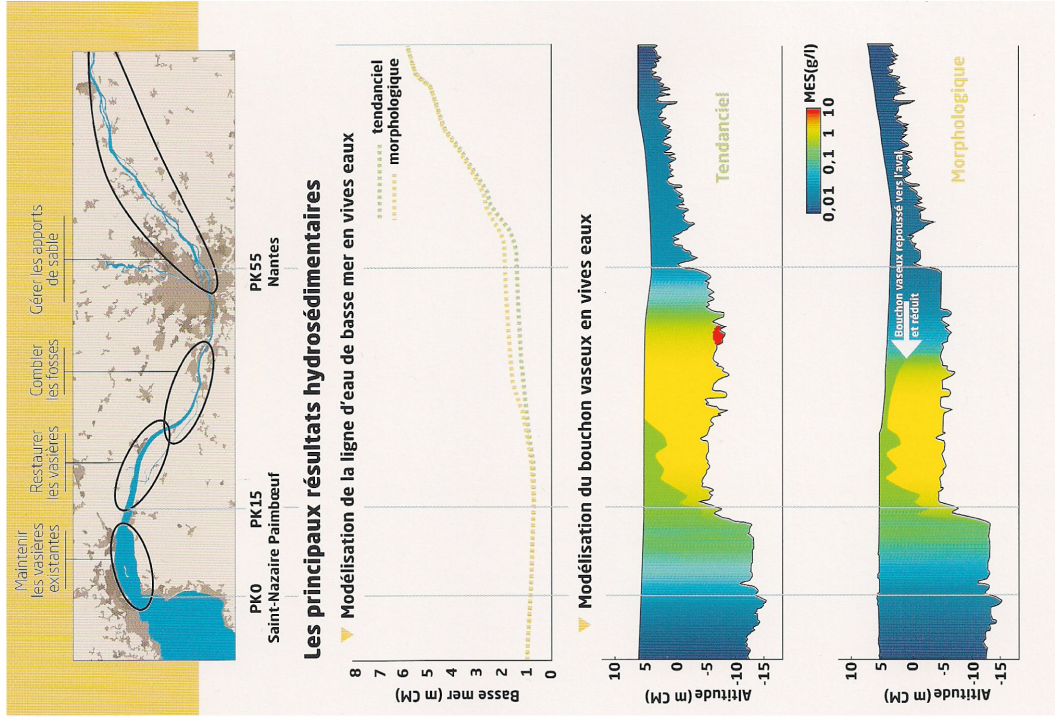 Maintenir
les vasières
existantes
Restaurer
les vasières
Combler
les fosses
Gérer les apports
de sable
PK0
Saint-Nazaire
PK15
Paimbœuf
PK55
Nantes
Les principaux résultats hydrosédimentaires
Modélisation de la ligne d'eau de basse mer en vives eaux
Basse mer (m CM)
8
7
6
5
4
3
2
1
0
tendanciel
morphologique
Modélisation du bouchon vaseux en vives eaux
Altitude (m CM)
10
5
0
-5
-10
-15
Tendanciel
MES(g/l)
0,01 0,1 1 10
Altitude (m CM)
10
5
0
-5
-10
-15
Bouchon vaseux repoussé vers l'aval
et réduit
Morphologique